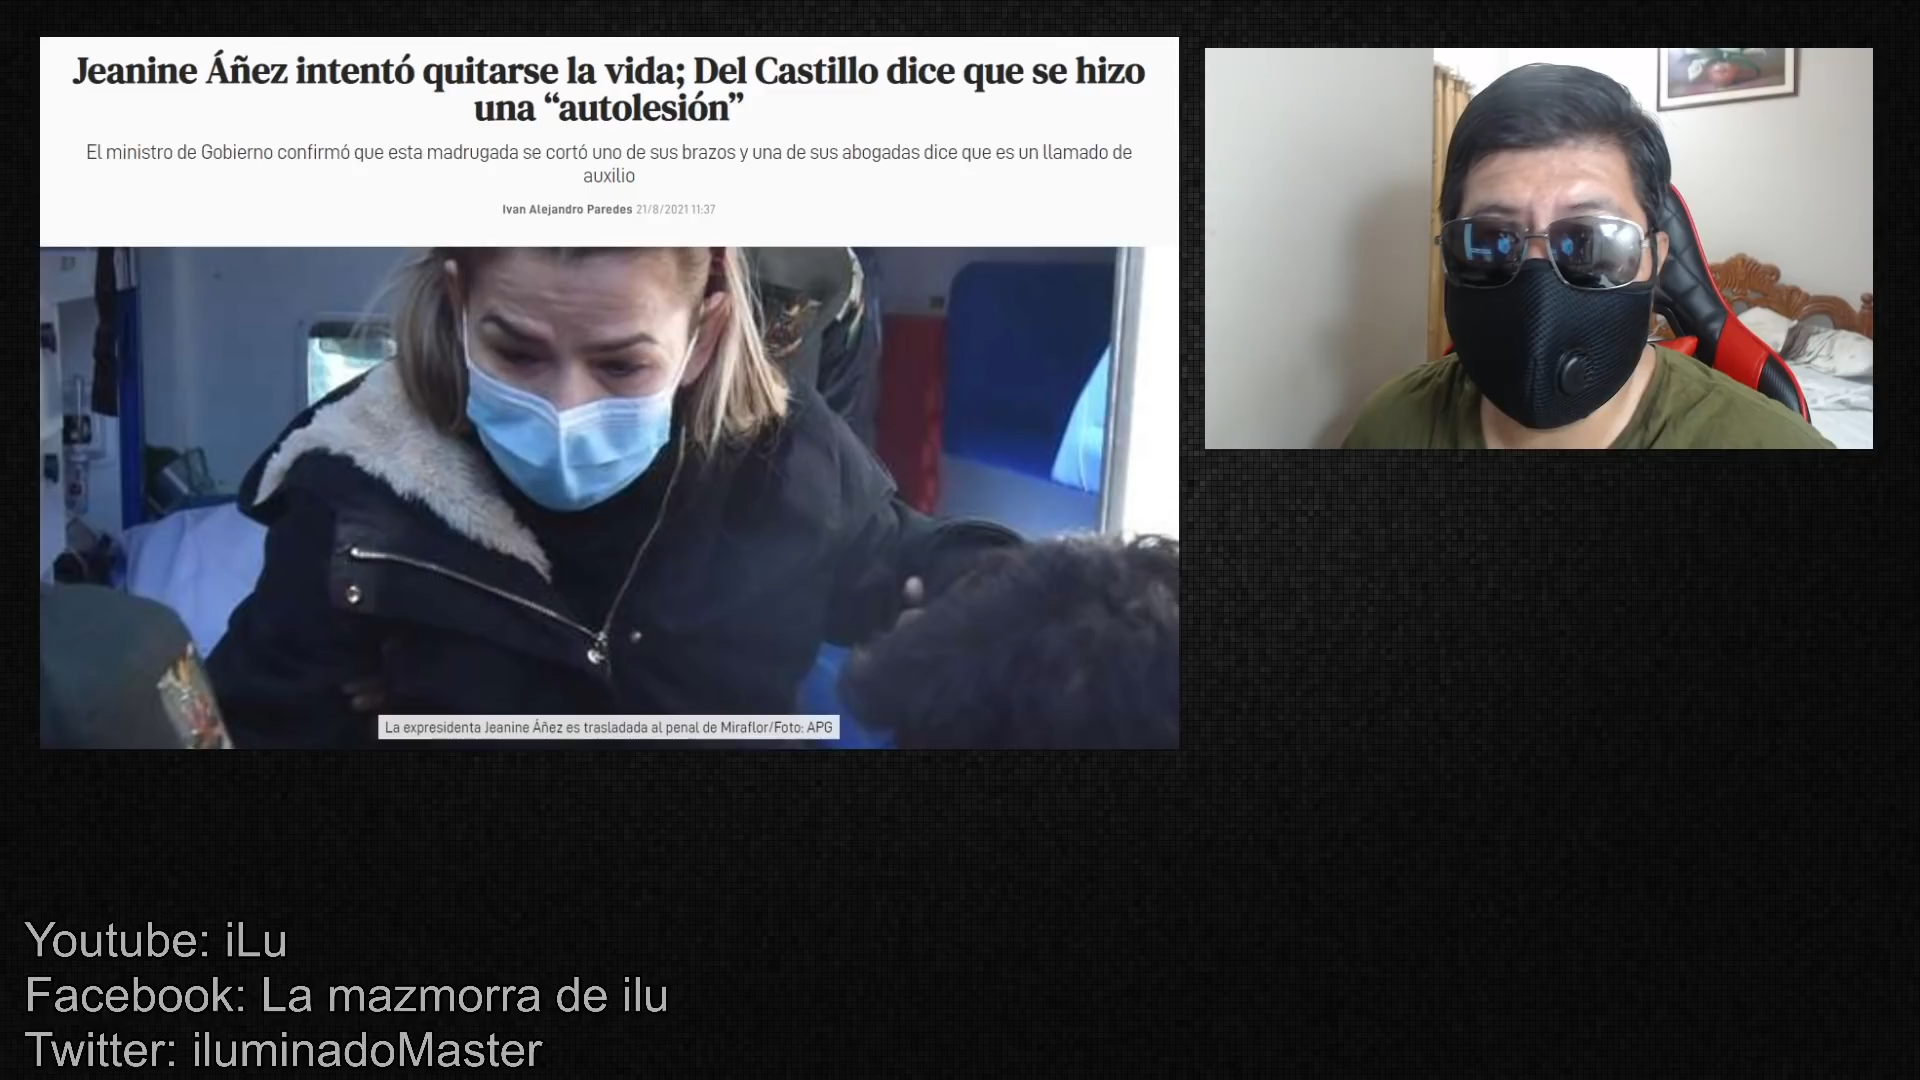 Jeanine Áñez intentó quitarse la vida; Del Castillo dice que se hizo
una “autolesión”
El ministro de Gobierno confirmó que esta madrugada se cortó uno de sus brazos y una de sus abogadas dice que es un llamado de
auxilio
Ivan Alejandro Paredes 21/8/2021 11:37
La expresidenta Jeanine Áñez es trasladada al penal de Miraflor/Foto: APG
Youtube: iLu
Facebook: La mazmorra de ilu
Twitter: iluminadoMaster